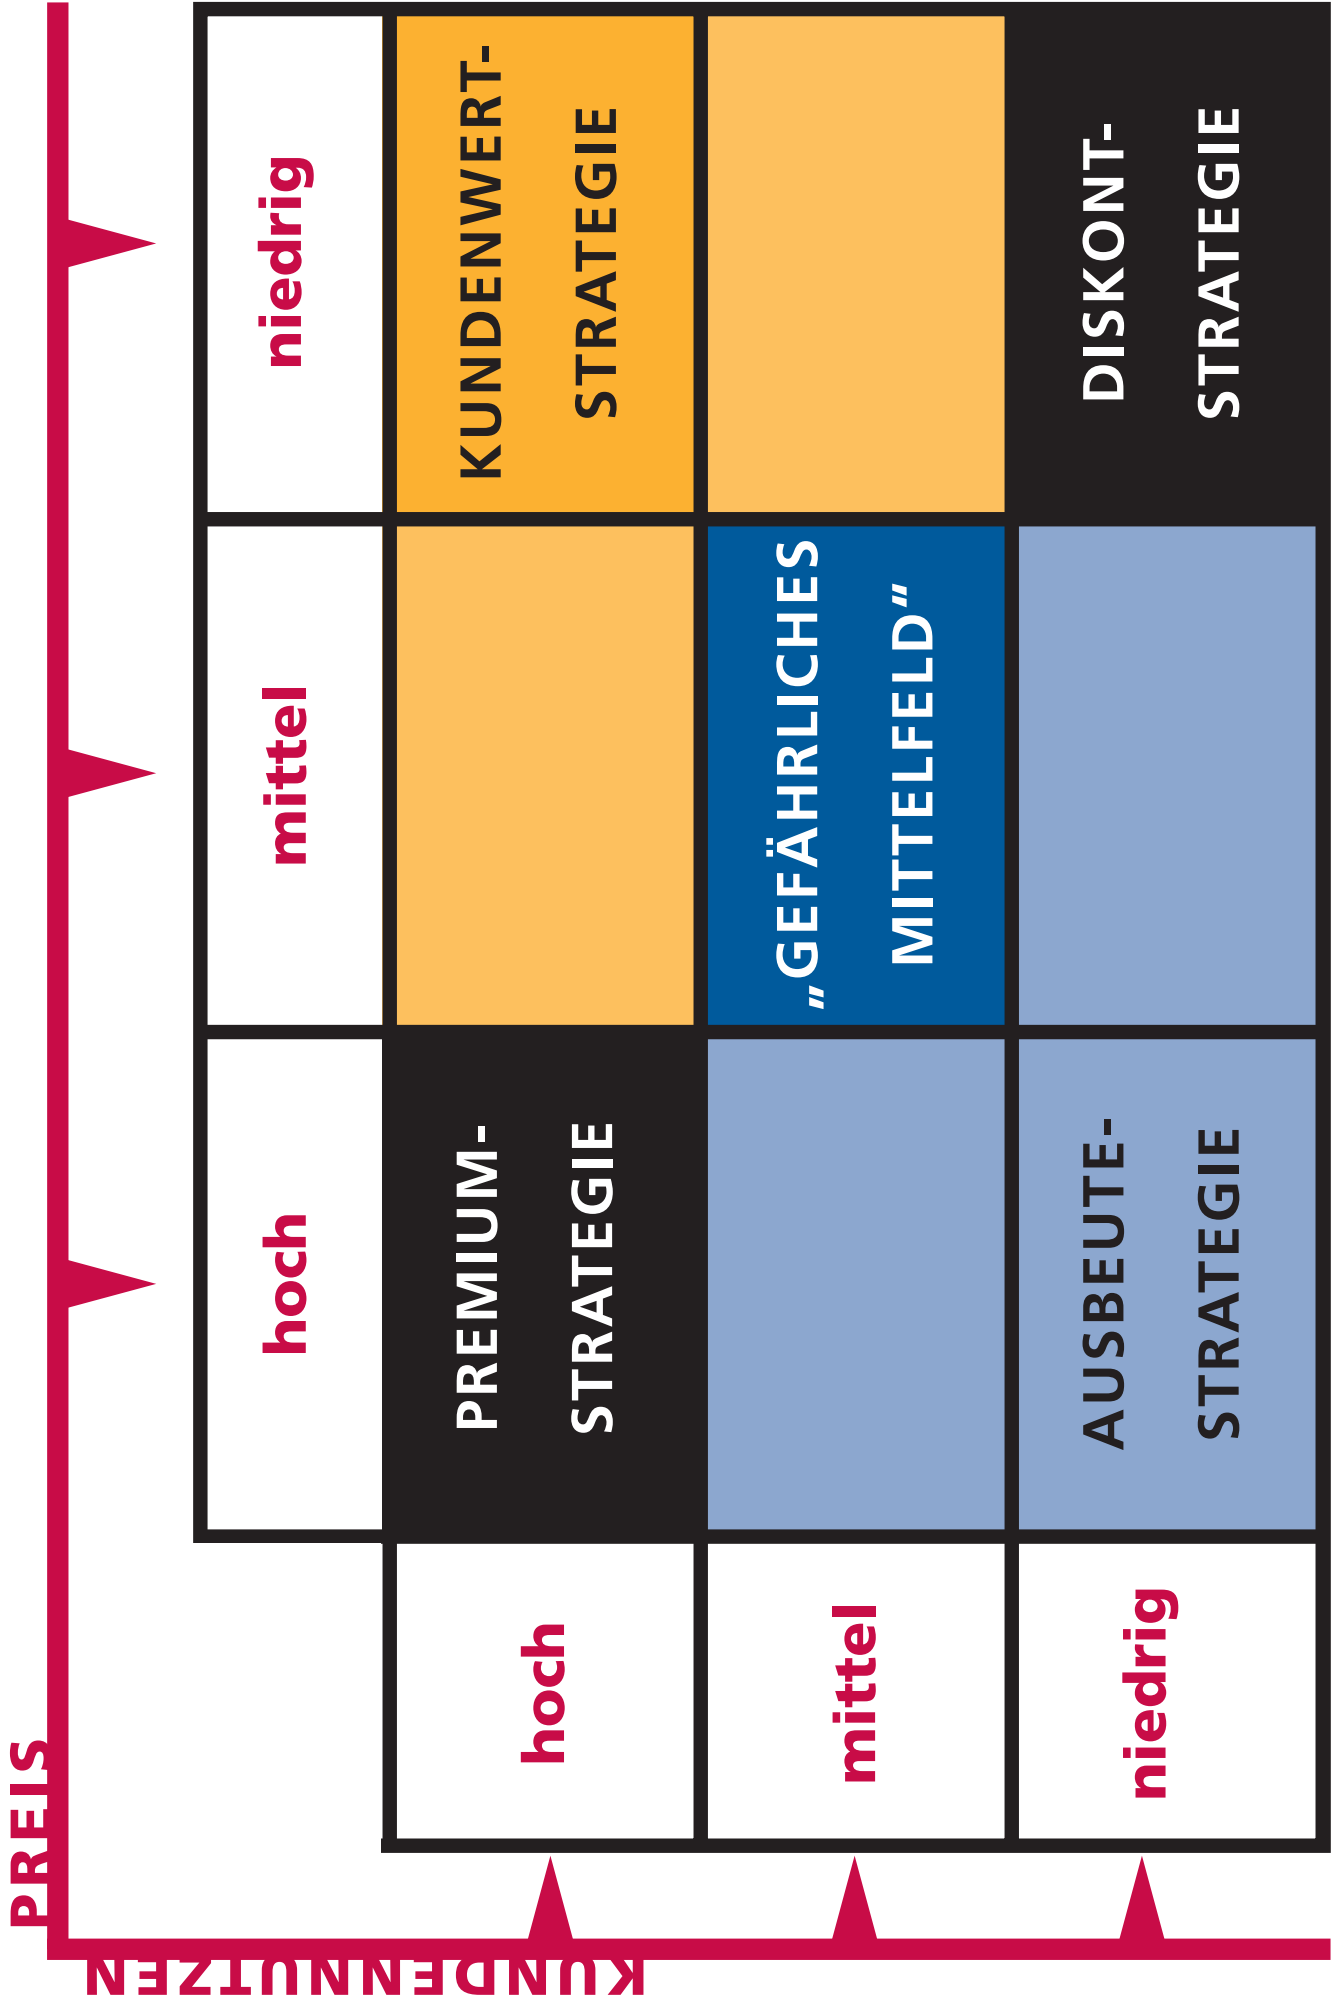 PREIS
hoch
mittel
niedrig
KUNDENNUTZEN
hoch
PREMIUM-
STRATEGIE
KUNDENWERT-
STRATEGIE
mittel
„GEFÄHRLICHES
MITTELFELD“
niedrig
AUSBEUTE-
STRATEGIE
DISKONT-
STRATEGIE